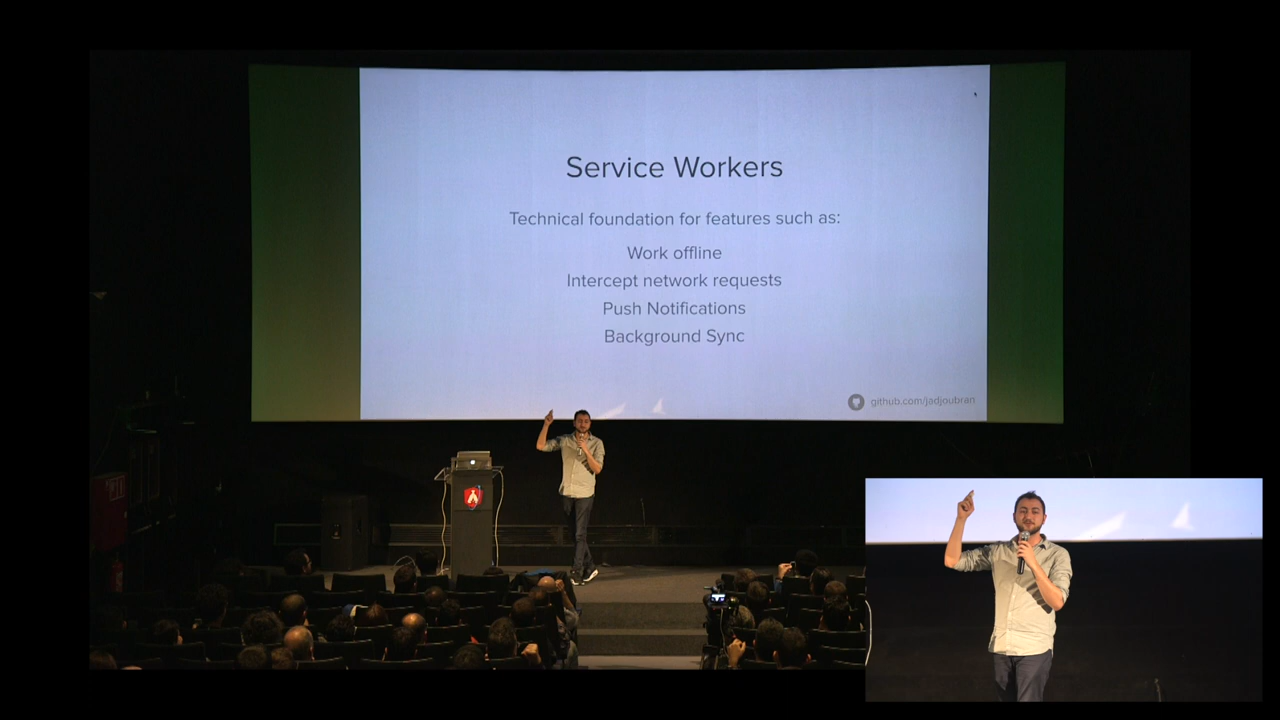 Service Workers
Technical foundation for features such as:
Work offline
Intercept network requests
Push Notifications
Background Sync
github.com/jadjoubran